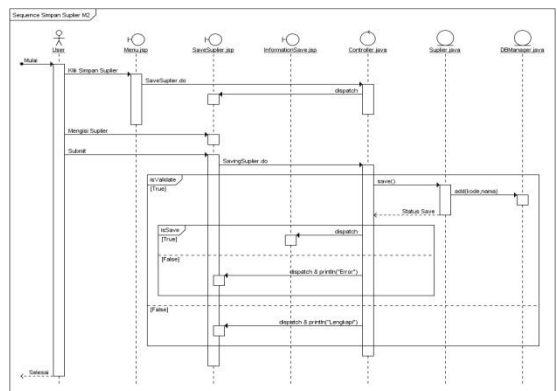 Sequence Simpan Suplier M2
User
Menu.jsp
SaveSuplier.jsp
InformationSave.jsp
Controller.java
Suplier.java
DBManager.java
Mulai
Klik Simpan Suplier
SaveSuplier.do
dispatch
Mengisi Suplier
Submit
SavingSuplier.do
isValidate
[True]
save()
add(kode,nama)
Status Save
isSave
[True]
dispatch
[False]
dispatch & println("Error")
[False]
dispatch & println("Lengkapi")
Selesai